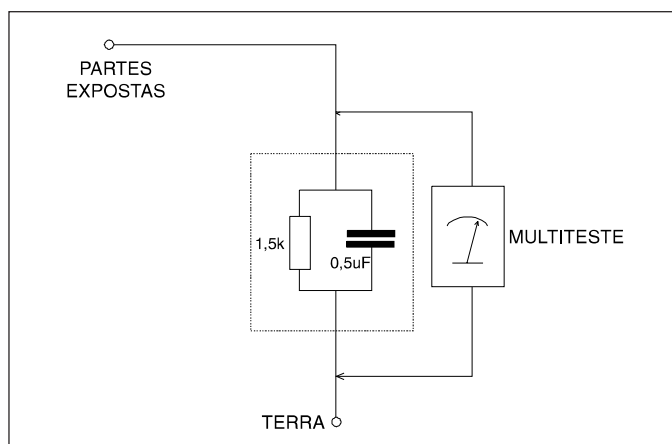 PARTES
EXPOSTAS
1,5k
0,5uF
MULTITESTE
TERRA